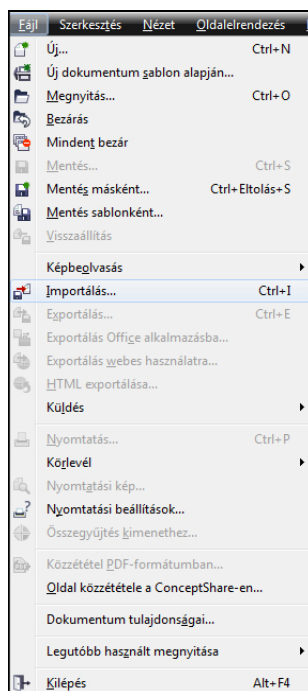 Fájl Szerkesztés Nézet Oldalelrendezés
Új... Ctrl+N
Új dokumentum sablon alapján...
Megnyitás... Ctrl+O
Bezárás
Mindent bezár
Mentés... Ctrl+S
Mentés másként... Ctrl+Eltolás+S
Mentés sablonként...
Visszaállítás
Képbeolvasás
Importálás... Ctrl+I
Exportálás... Ctrl+E
Exportálás Office alkalmazásba...
Exportálás webes használatra...
HTML exportálása...
Küldés
Nyomtatás... Ctrl+P
Körlevél
Nyomtatási kép...
Nyomtatási beállítások...
Összegyűjtés kimenethez...
Közzététel PDF-formátumban...
Oldal közzététele a ConceptShare-en...
Dokumentum tulajdonságai...
Legutóbb használt megnyitása
Kilépés Alt+F4